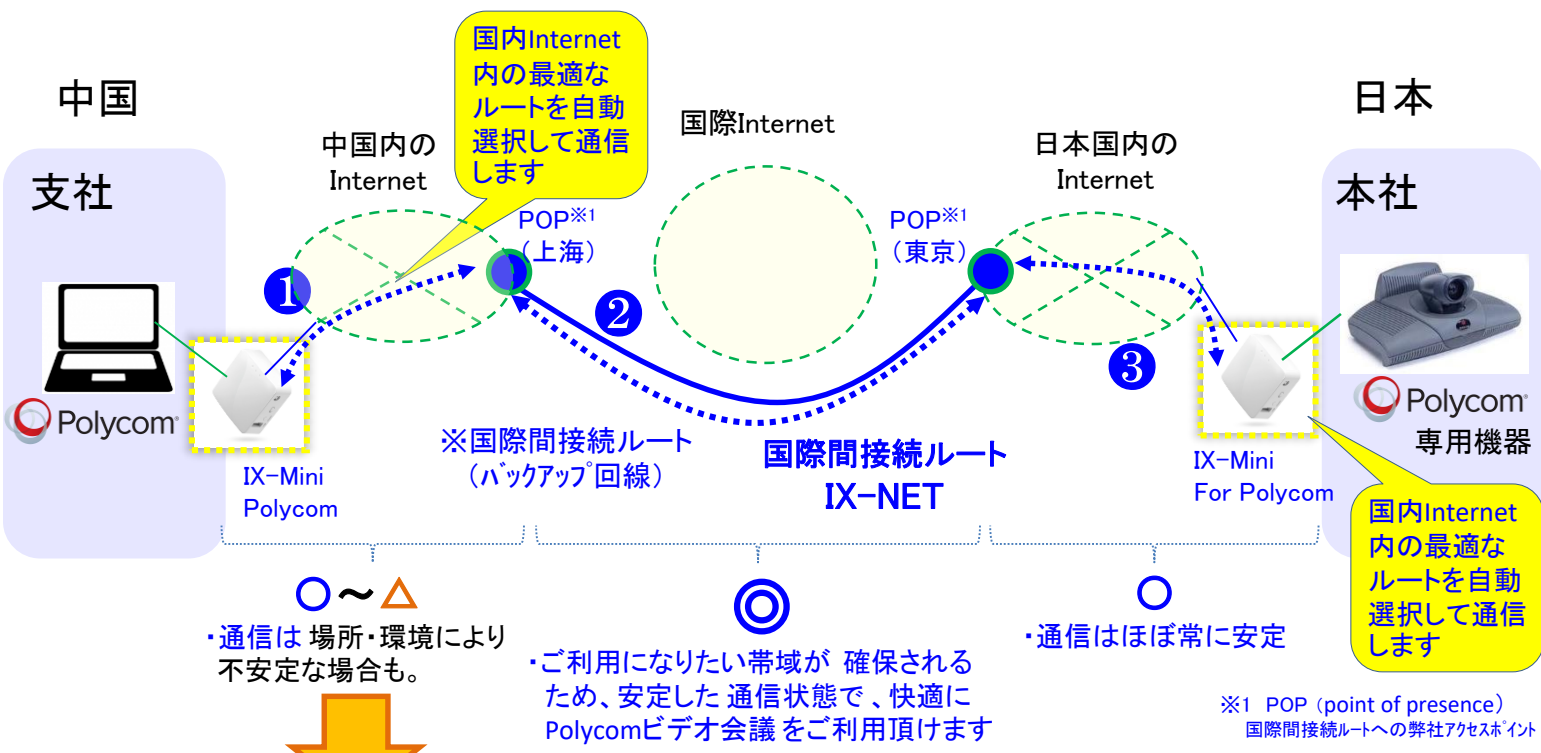 中国
支社
Polycom
IX-Mini
Polycom
中国内の
Internet
国内Internet
内の最適な
ルートを自動
選択して通信
します
POP※1
(上海)
❶
❷
国際Internet
POP※1
(東京)
日本国内の
Internet
❸
日本
本社
Polycom
専用機器
IX-Mini
For Polycom
国内Internet
内の最適な
ルートを自動
選択して通信
します
※国際間接続ルート
(バックアップ回線)
国際間接続ルート
IX-NET
○~△
・通信は 場所・環境により
不安定な場合も。
◎
・ご利用になりたい帯域が 確保される
ため、安定した 通信状態で 、快適に
Polycomビデオ会議 をご利用頂けます
○
・通信はほぼ常に安定
※1 POP (point of presence)
国際間接続ルートへの弊社アクセスポイント